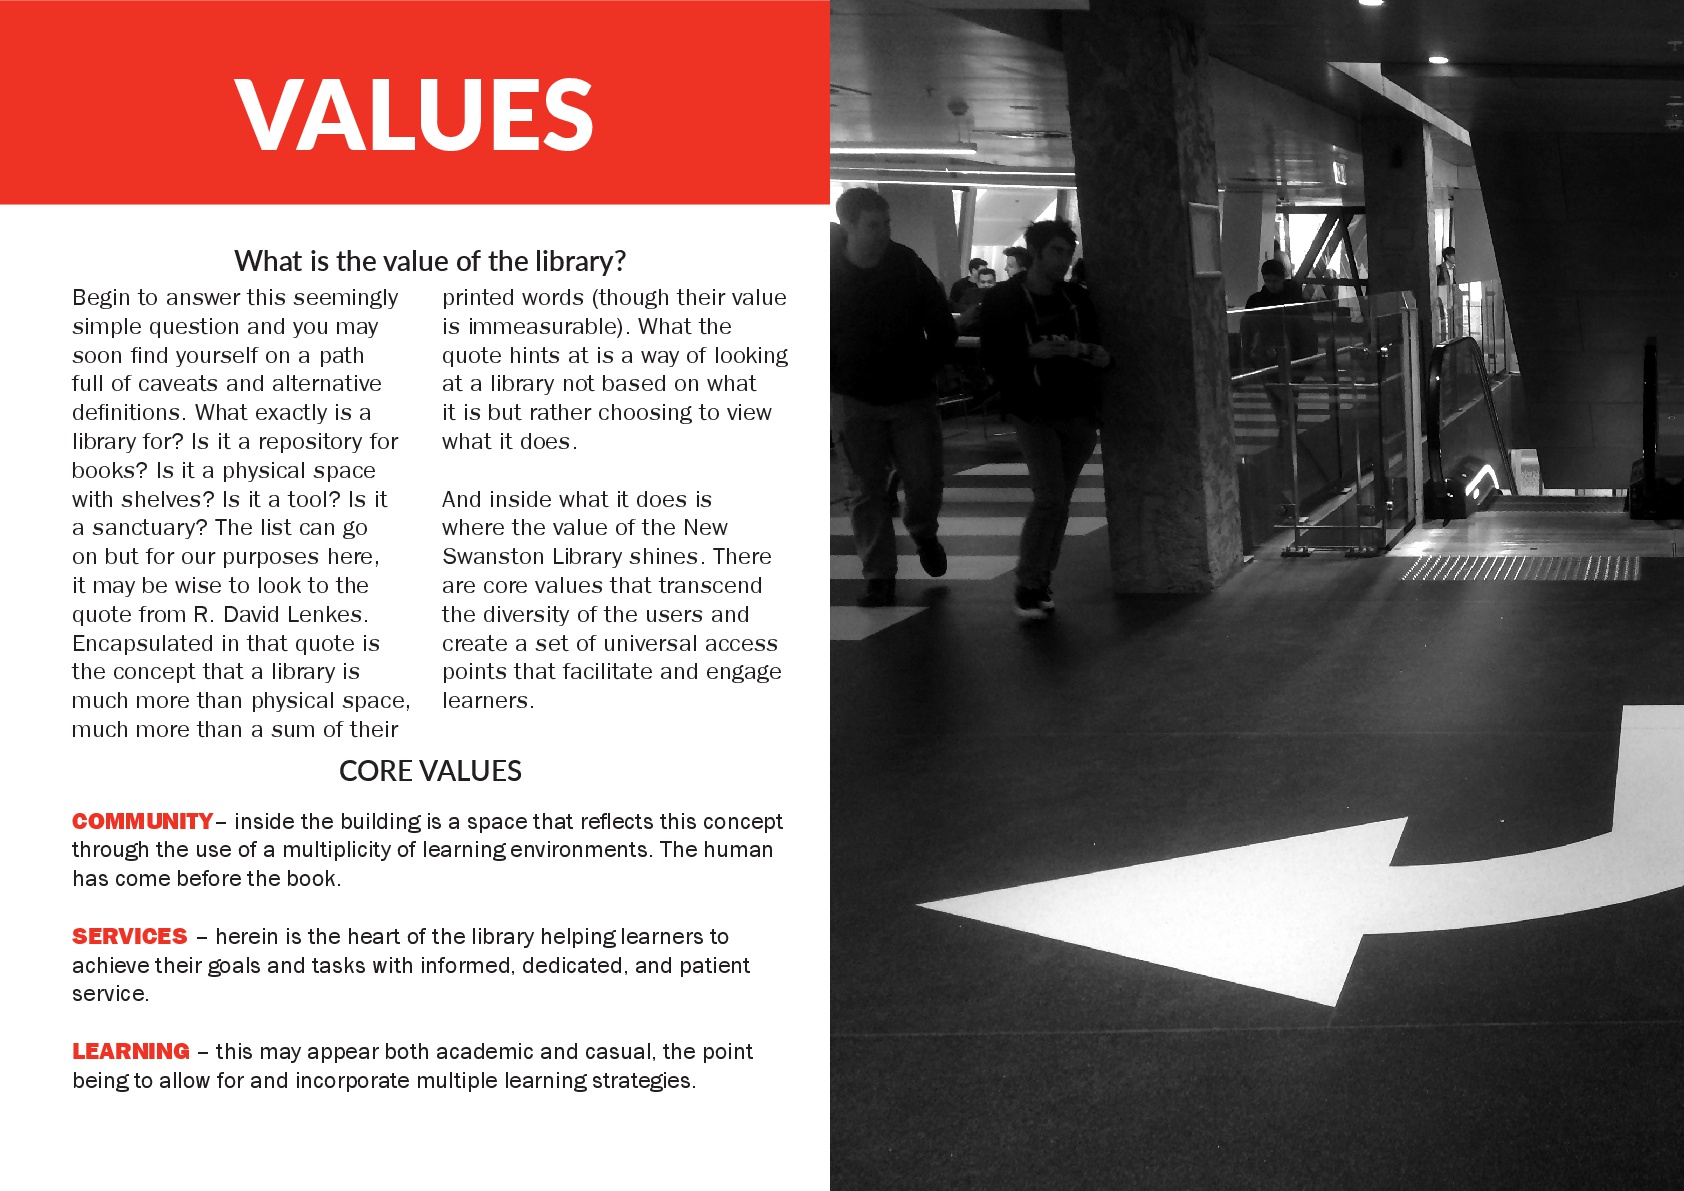 VALUES
What is the value of the library?
Begin to answer this seemingly
simple question and you may
soon find yourself on a path
full of caveats and alternative
definitions. What exactly is a
library for? Is it a repository for
books? Is it a physical space
with shelves? Is it a tool? Is it
a sanctuary? The list can go
on but for our purposes here,
it may be wise to look to the
quote from R. David Lenkes.
Encapsulated in that quote is
the concept that a library is
much more than physical space,
much more than a sum of their
printed words (though their value
is immeasurable). What the
quote hints at is a way of looking
at a library not based on what
it is but rather choosing to view
what it does.
And inside what it does is
where the value of the New
Swanston Library shines. There
are core values that transcend
the diversity of the users and
create a set of universal access
points that facilitate and engage
learners.
CORE VALUES
COMMUNITY– inside the building is a space that reflects this concept
through the use of a multiplicity of learning environments. The human
has come before the book.
SERVICES – herein is the heart of the library helping learners to
achieve their goals and tasks with informed, dedicated, and patient
service.
LEARNING – this may appear both academic and casual, the point
being to allow for and incorporate multiple learning strategies.